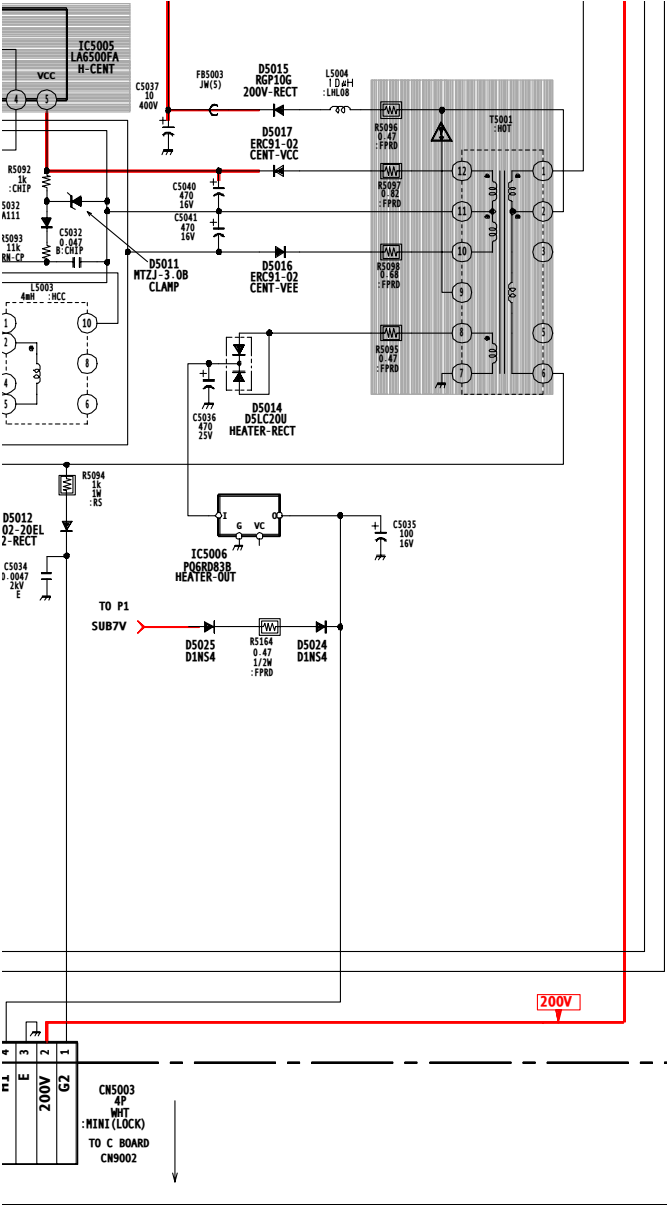 IC5005
LA6500FA
H-CENT
VCC
4
5
C5037
10
400V
FB5003
JW(5)
D5015
RGP10G
200V-RECT
L5004
:LHL08
R5096
0.47
:FPRD
T5001
:HOT
D5017
ERC91-02
CENT-VCC
R5092
1k
:CHIP
C5040
470
16V
R5097
0.82
:FPRD
12
1
5032
A111
C5041
470
16V
11
2
R5093
11k
RN-CP
C5032
0.047
B:CHIP
D5011
MTZJ-3.0B
CLAMP
D5016
ERC91-02
CENT-VEE
R5098
0.68
:FPRD
10
3
L5003
4mH :HCC
9
1
10
8
5
2
R5095
0.47
:FPRD
8
7
6
4
5
6
C5036
470
25V
D5014
D5LC20U
HEATER-RECT
R5094
1k
1W
:RS
D5012
02-20EL
2-RECT
I
O
G
VC
IC5006
PQ6RD83B
HEATER-OUT
C5035
100
16V
C5034
0.0047
2kV
E
TO P1
SUB7V
D5025
D1NS4
R5164
0.47
1/2W
:FPRD
D5024
D1NS4
200V
4
3
2
1
H1
E
200V
G2
CN5003
4P
WHT
:MINI(LOCK)
TO C BOARD
CN9002